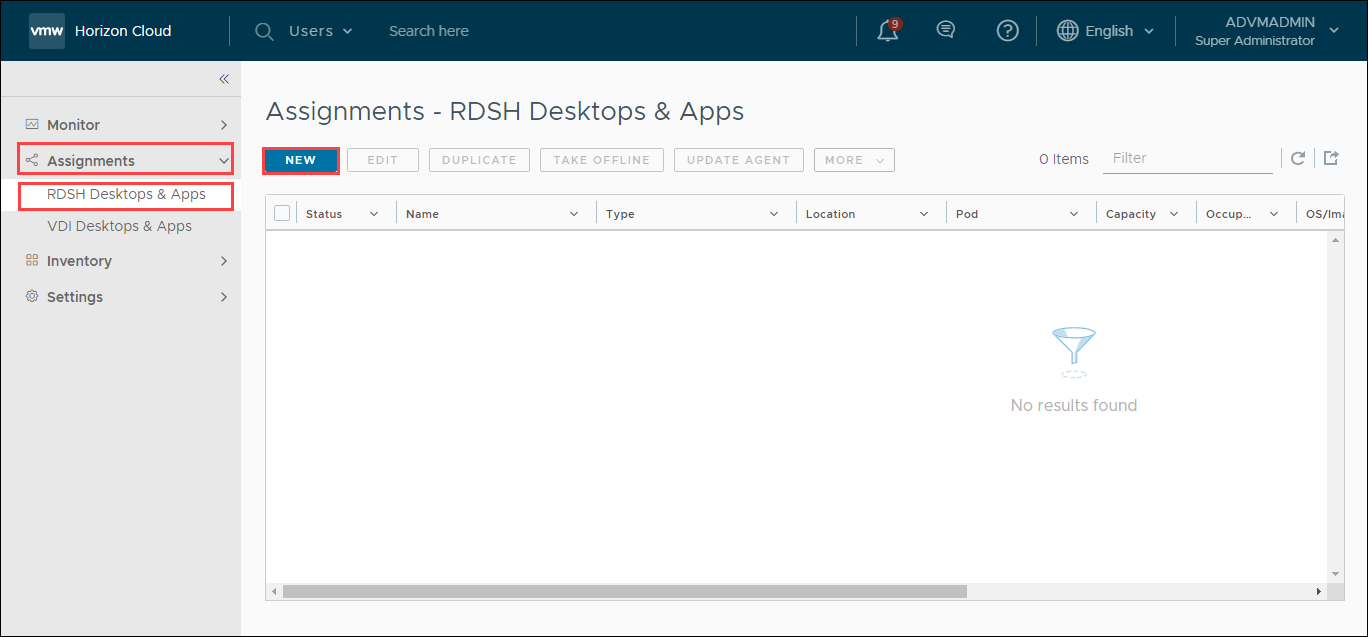 vmw Horizon Cloud Users Search here 9 English ADVMADMIN
Super Administrator
Monitor
Assignments
RDSH Desktops & Apps
VDI Desktops & Apps
Inventory
Settings
Assignments - RDSH Desktops & Apps
NEW EDIT DUPLICATE TAKE OFFLINE UPDATE AGENT MORE 0 Items Filter
Status Name Type Location Pod Capacity Occup... OS/Ima
No results found